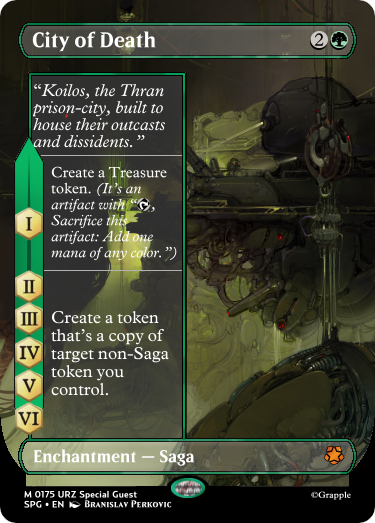 City of Death 2
“Koilos, the Thran
prison-city, built to
house their outcasts
and dissidents.”
Create a Treasure
token. (It’s an
artifact with “, 
Sacrifice this
artifact: Add one
mana of any color.”)
I
II
III
IV
V
VI
Create a token
that’s a copy of
target non-Saga
token you
control.
Enchantment — Saga
M 0175 URZ Special Guest
SPG • EN Branislav Perkovic
©Grapple